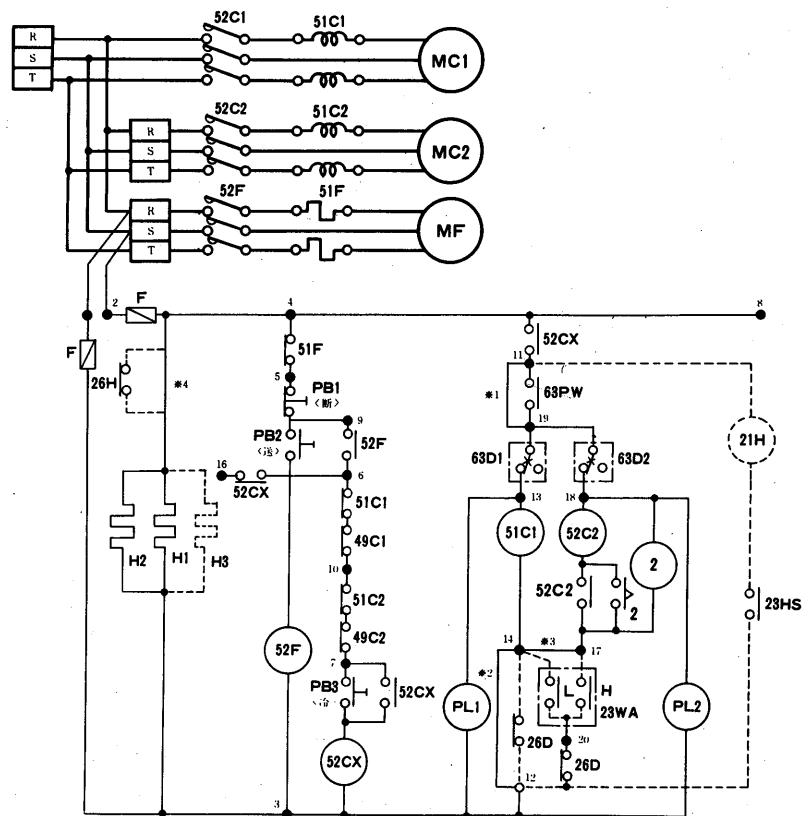 52C1 51C1
R
S
T
MC1
52C2 51C2
R
S
T
MC2
52F 51F
R
S
T
MF
2 F 4 8
F
26H ※4
51F
5
PB1
〈断〉
9
PB2
〈送〉
52F
16
52CX
6
51C1
49C1
10
51C2
49C2
7
PB3
〈冷〉
52CX
52CX
52F
H2 H1 H3
3
52CX
11 7
※1 63PW
19
63D1 63D2
21H
13 18
51C1 52C2 2
52C2 2
23HS
14 ※3 17
※2
L H
23WA
PL1 PL2
26D
20
26D
12